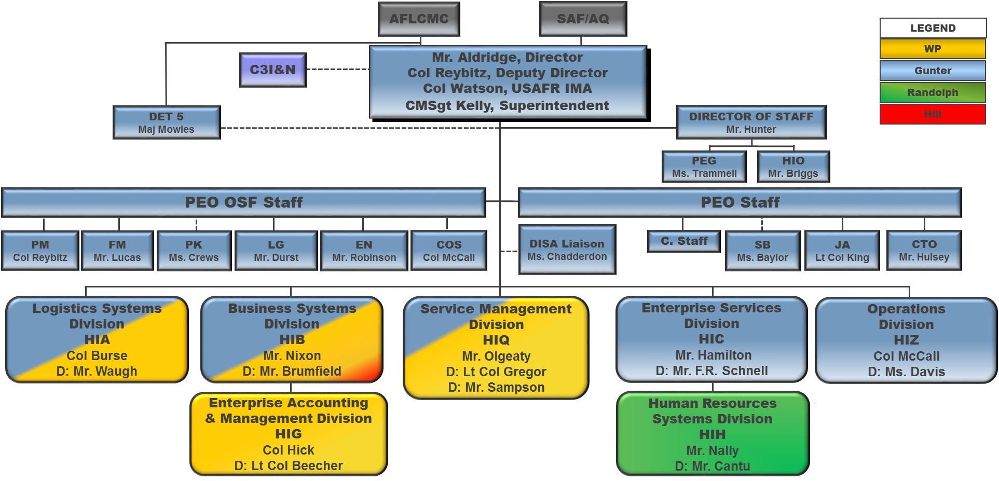 AFLCMC
SAF/AQ
LEGEND
WP
Gunter
Randolph
Hill
C3I&N
Mr. Aldridge, Director
Col Reybitz, Deputy Director
Col Watson, USAFR IMA
CMSgt Kelly, Superintendent
DET 5
Maj Mowles
DIRECTOR OF STAFF
Mr. Hunter
PEG
Ms. Trammell
HIO
Mr. Briggs
PEO OSF Staff
PEO Staff
PM
Col Reybitz
FM
Mr. Lucas
PK
Ms. Crews
LG
Mr. Durst
EN
Mr. Robinson
COS
Col McCall
DISA Liaison
Ms. Chadderdon
C. Staff
SB
Ms. Baylor
JA
Lt Col King
CTO
Mr. Hulsey
Logistics Systems
Division
HIA
Col Burse
D: Mr. Waugh
Business Systems
Division
HIB
Mr. Nixon
D: Mr. Brumfield
Service Management
Division
HIQ
Mr. Olgeaty
D: Lt Col Gregor
D: Mr. Sampson
Enterprise Services
Division
HIC
Mr. Hamilton
D: Mr. F.R. Schnell
Operations
Division
HIZ
Col McCall
D: Ms. Davis
Enterprise Accounting
& Management Division
HIG
Col Hick
D: Lt Col Beecher
Human Resources
Systems Division
HIH
Mr. Nally
D: Mr. Cantu